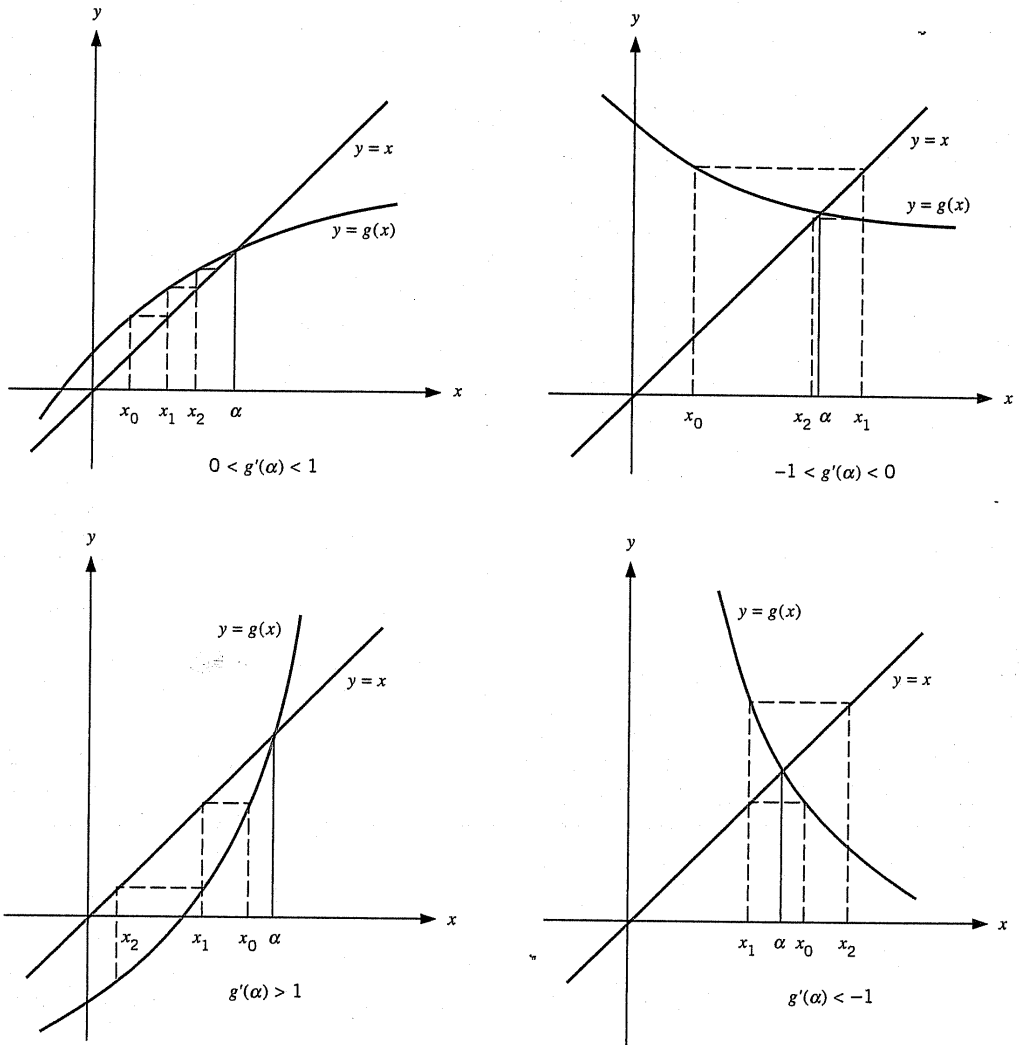 y
y = x
y = g(x)
x
x₀ x₁ x₂ α
0 < g'(α) < 1
y
y = x
y = g(x)
x
x₀ x₂ α x₁
−1 < g'(α) < 0
y
y = g(x)
y = x
x
x₂ x₁ x₀ α
g'(α) > 1
y
y = g(x)
y = x
x
x₁ α x₀ x₂
g'(α) < −1